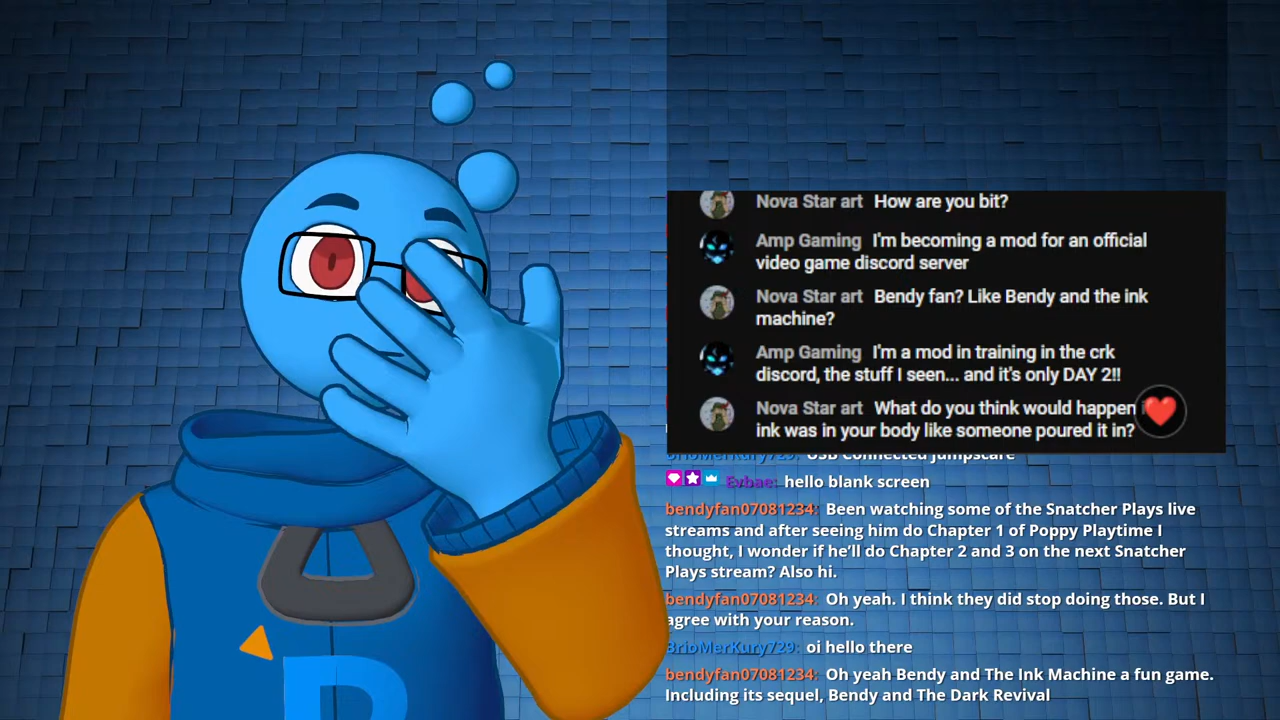 Nova Star art How are you bit?
Amp Gaming I'm becoming a mod for an official
video game discord server
Nova Star art Bendy fan? Like Bendy and the ink
machine?
Amp Gaming I'm a mod in training in the crk
discord, the stuff I seen... and it's only DAY 2!!
Nova Star art What do you think would happen
ink was in your body like someone poured it in?
BrioMerKury729: USB Connected jumpscare
Evbae: hello blank screen
bendyfan07081234: Been watching some of the Snatcher Plays live
streams and after seeing him do Chapter 1 of Poppy Playtime I
thought, I wonder if he'll do Chapter 2 and 3 on the next Snatcher
Plays stream? Also hi.
bendyfan07081234: Oh yeah. I think they did stop doing those. But I
agree with your reason.
BrioMerKury729: oi hello there
bendyfan07081234: Oh yeah Bendy and The Ink Machine a fun game.
Including its sequel, Bendy and The Dark Revival